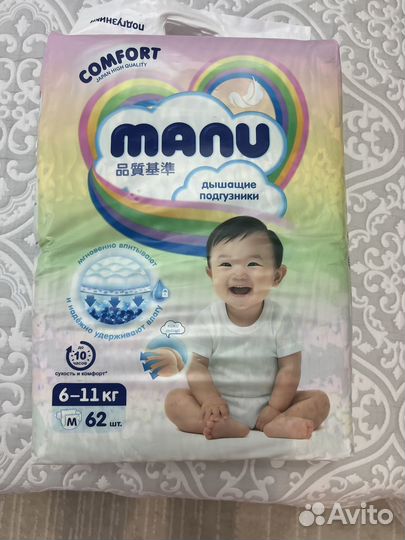 подгузники
COMFORT
JAPAN HIGH QUALITY
manu
品質基準
дышащие
подгузники
мгновенно впитывают
и надёжно удерживают влагу
до
10
часов
сухость и комфорт*
6–11 кг
M 62 шт.
Avito